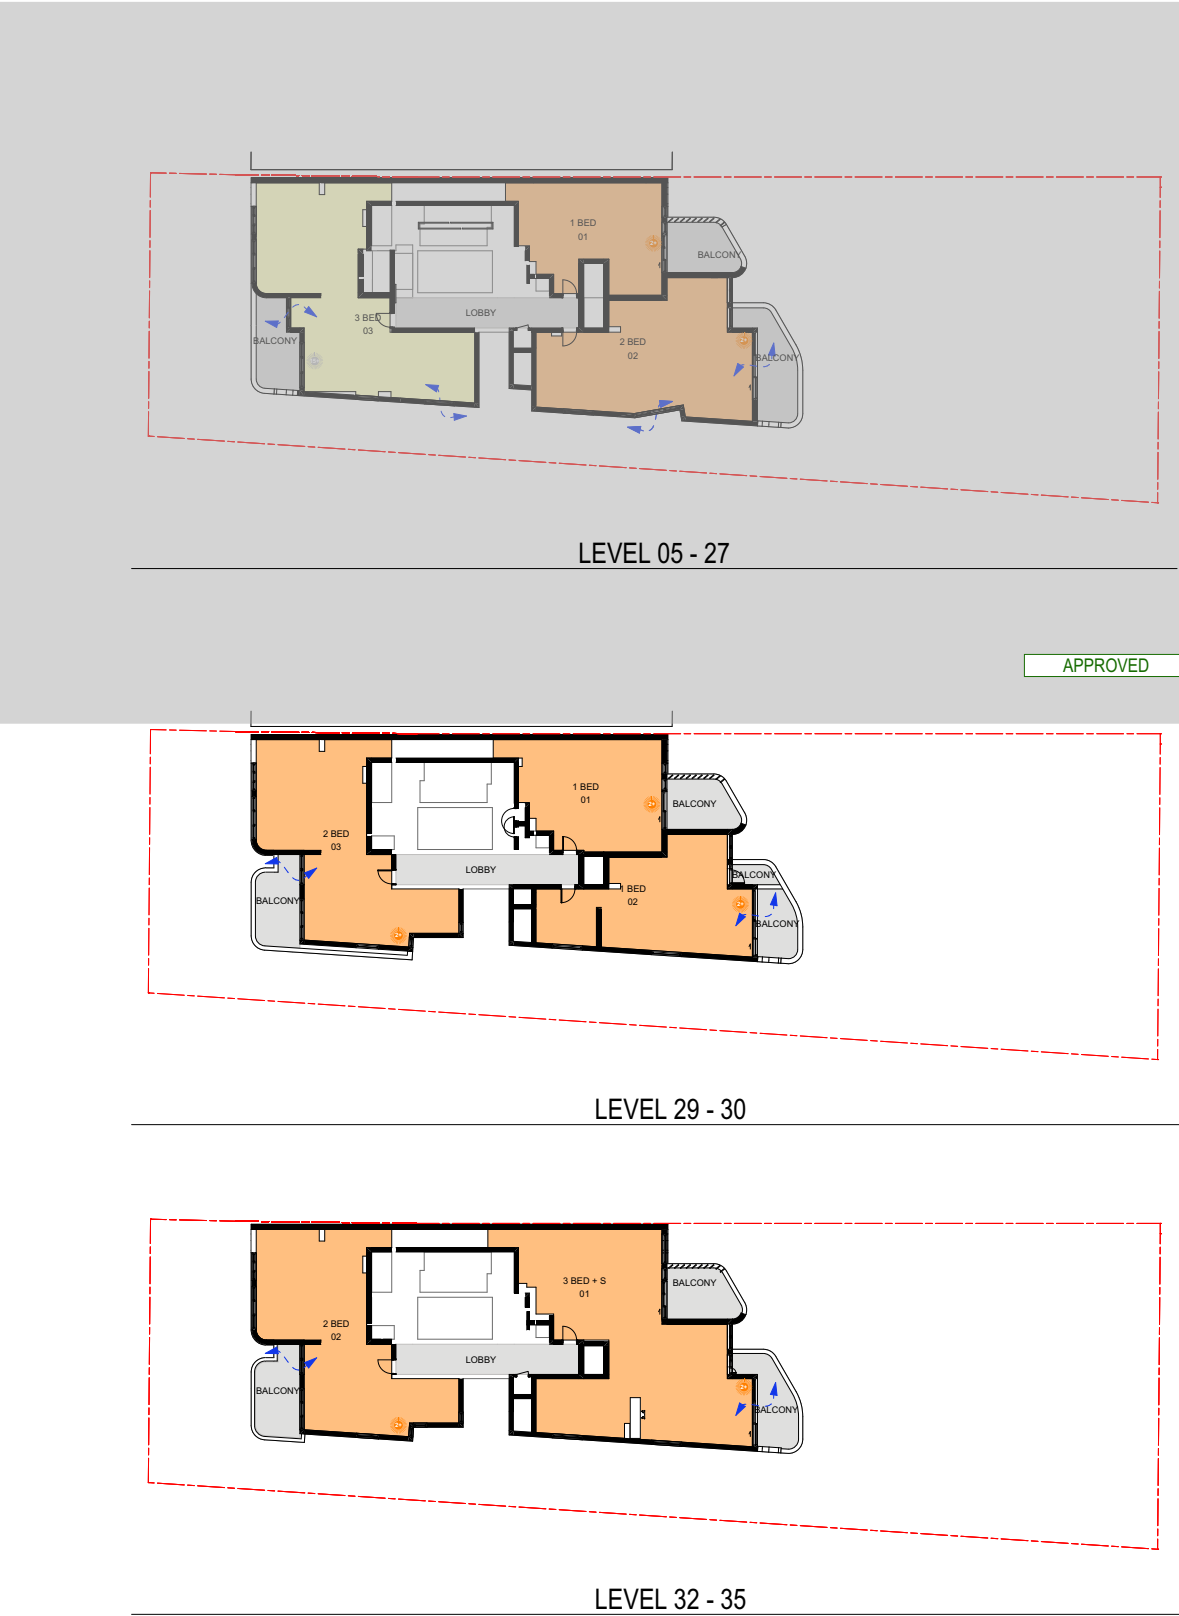 1 BED
01
BALCONY
3 BED
03
LOBBY
BALCONY
2 BED
02
BALCONY
LEVEL 05 - 27
APPROVED
1 BED
01
BALCONY
2 BED
03
LOBBY
BALCONY
1 BED
02
BALCONY
BALCONY
LEVEL 29 - 30
3 BED + S
01
BALCONY
2 BED
02
LOBBY
BALCONY
BALCONY
LEVEL 32 - 35